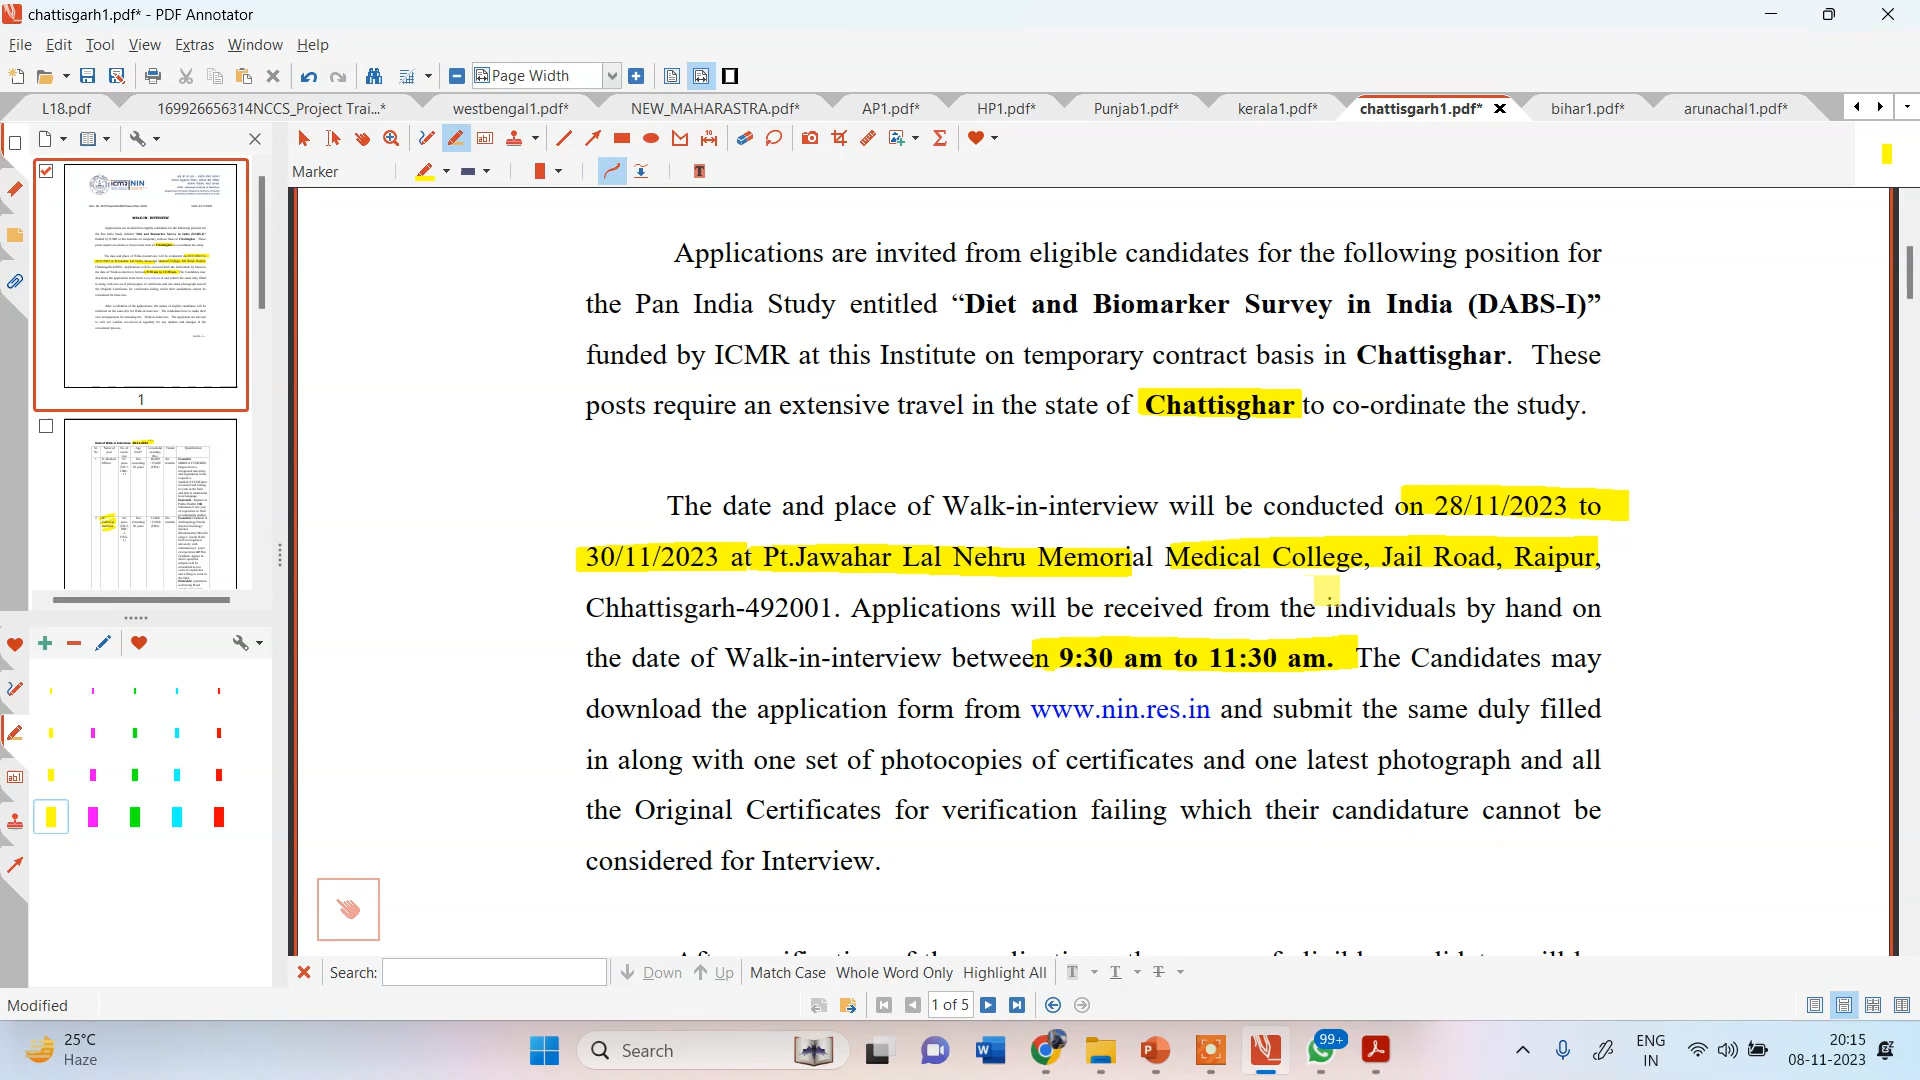 chattisgarh1.pdf* - PDF Annotator
File Edit Tool View Extras Window Help
Page Width
L18.pdf 169926656314NCCS_Project Trai...* westbengal1.pdf* NEW_MAHARASTRA.pdf* AP1.pdf* HP1.pdf* Punjab1.pdf* kerala1.pdf* chattisgarh1.pdf* bihar1.pdf* arunachal1.pdf*
Marker
WALK IN INTERVIEW
1
Applications are invited from eligible candidates for the following position for
the Pan India Study entitled “Diet and Biomarker Survey in India (DABS-I)”
funded by ICMR at this Institute on temporary contract basis in Chattisghar. These
posts require an extensive travel in the state of Chattisghar to co-ordinate the study.
The date and place of Walk-in-interview will be conducted on 28/11/2023 to
30/11/2023 at Pt.Jawahar Lal Nehru Memorial Medical College, Jail Road, Raipur,
Chhattisgarh-492001. Applications will be received from the individuals by hand on
the date of Walk-in-interview between 9:30 am to 11:30 am. The Candidates may
download the application form from www.nin.res.in and submit the same duly filled
in along with one set of photocopies of certificates and one latest photograph and all
the Original Certificates for verification failing which their candidature cannot be
considered for Interview.
Search: Down Up Match Case Whole Word Only Highlight All
Modified
1 of 5
25°C
Haze
Search
99+
ENG
IN
20:15
08-11-2023